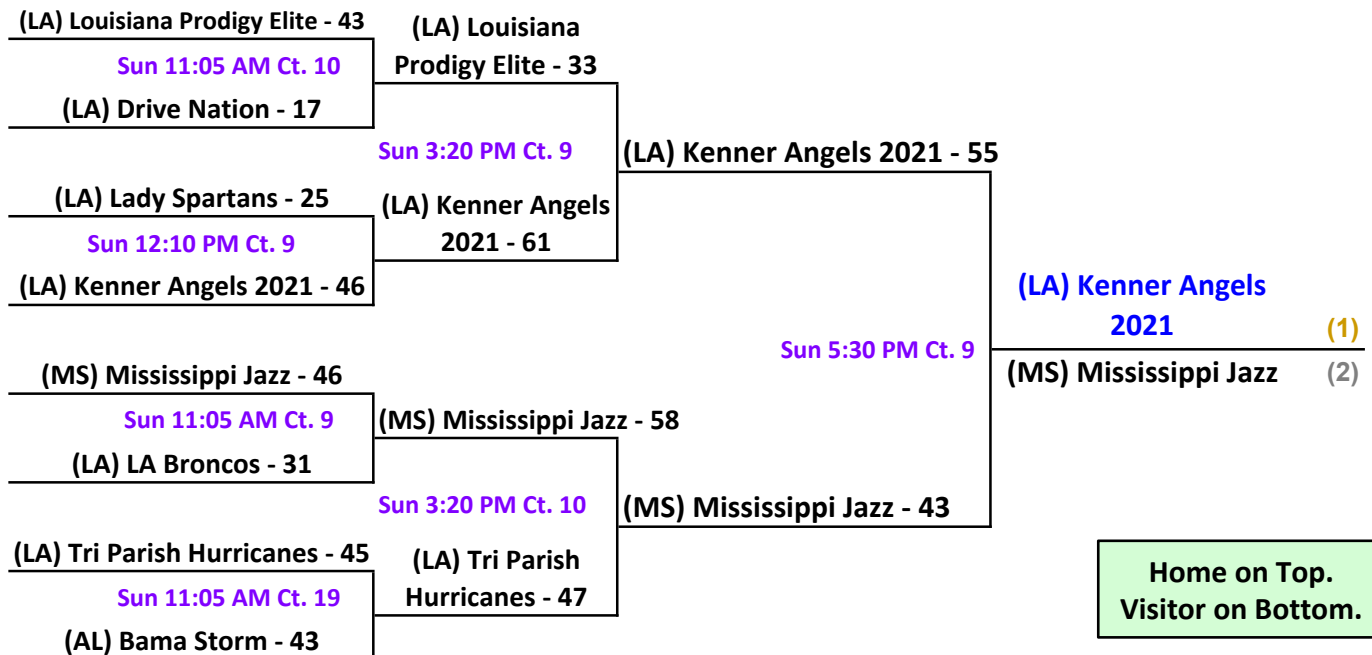 (LA) Louisiana Prodigy Elite - 43
Sun 11:05 AM Ct. 10
(LA) Drive Nation - 17
(LA) Lady Spartans - 25
Sun 12:10 PM Ct. 9
(LA) Kenner Angels 2021 - 46
(MS) Mississippi Jazz - 46
Sun 11:05 AM Ct. 9
(LA) LA Broncos - 31
(LA) Tri Parish Hurricanes - 45
Sun 11:05 AM Ct. 19
(AL) Bama Storm - 43
(LA) Louisiana
Prodigy Elite - 33
Sun 3:20 PM Ct. 9
(LA) Kenner Angels
2021 - 61
(MS) Mississippi Jazz - 58
Sun 3:20 PM Ct. 10
(LA) Tri Parish
Hurricanes - 47
(LA) Kenner Angels 2021 - 55
Sun 5:30 PM Ct. 9
(MS) Mississippi Jazz - 43
(LA) Kenner Angels
2021 (1)
(MS) Mississippi Jazz (2)
Home on Top.
Visitor on Bottom.